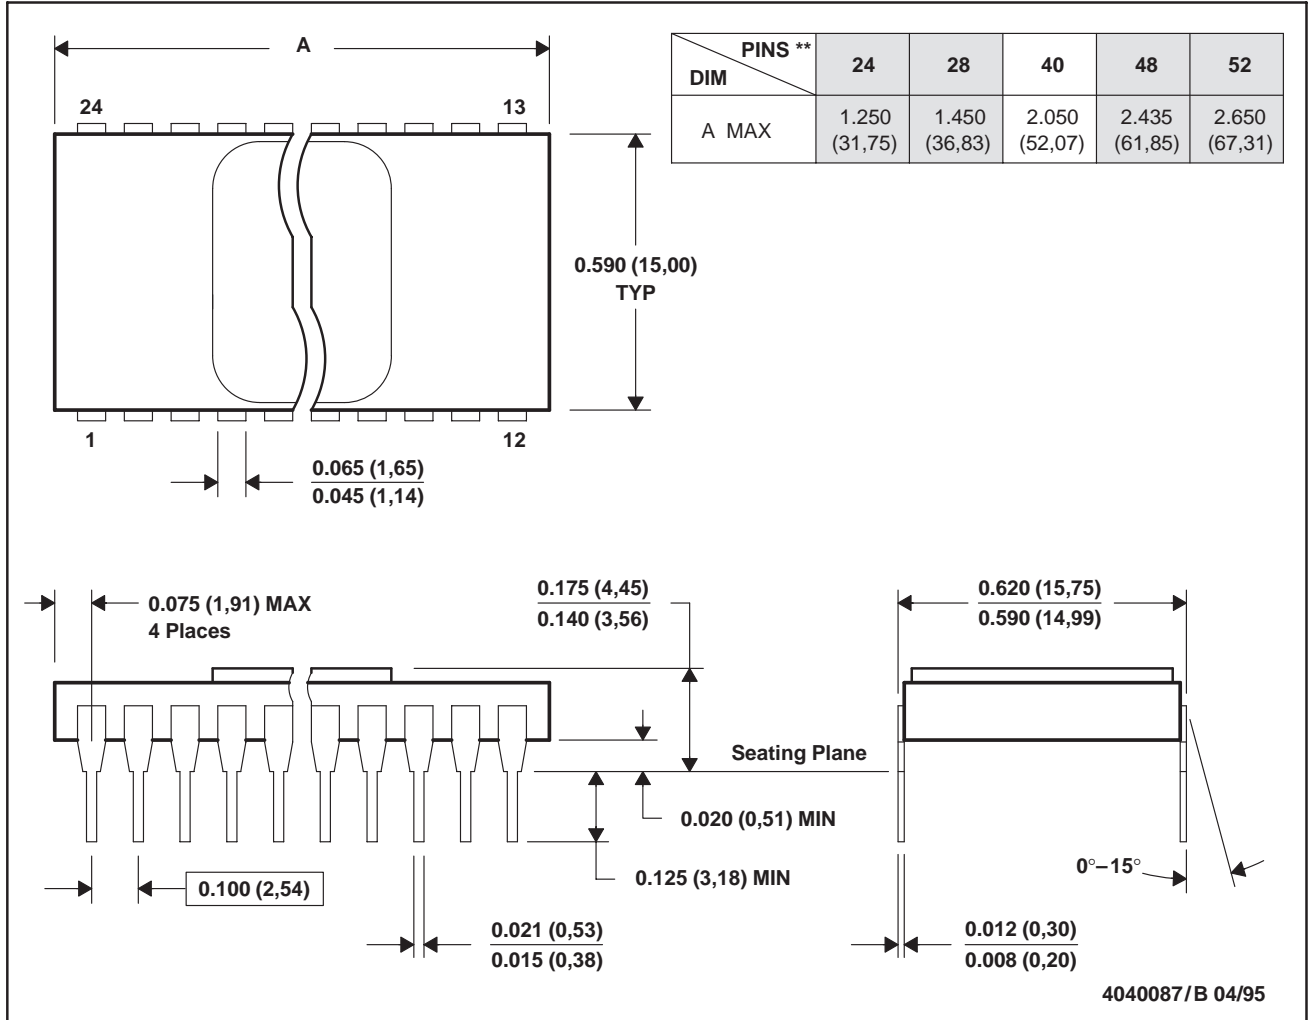 A
24 13
1 12
0.590 (15,00)
TYP
0.065 (1,65)
0.045 (1,14)
PINS **
DIM
24 28 40 48 52
A MAX
1.250 1.450 2.050 2.435 2.650
(31,75) (36,83) (52,07) (61,85) (67,31)
0.075 (1,91) MAX
4 Places
0.175 (4,45)
0.140 (3,56)
0.620 (15,75)
0.590 (14,99)
Seating Plane
0.020 (0,51) MIN
0.125 (3,18) MIN
0.100 (2,54)
0.021 (0,53)
0.015 (0,38)
0°–15°
0.012 (0,30)
0.008 (0,20)
4040087/B 04/95